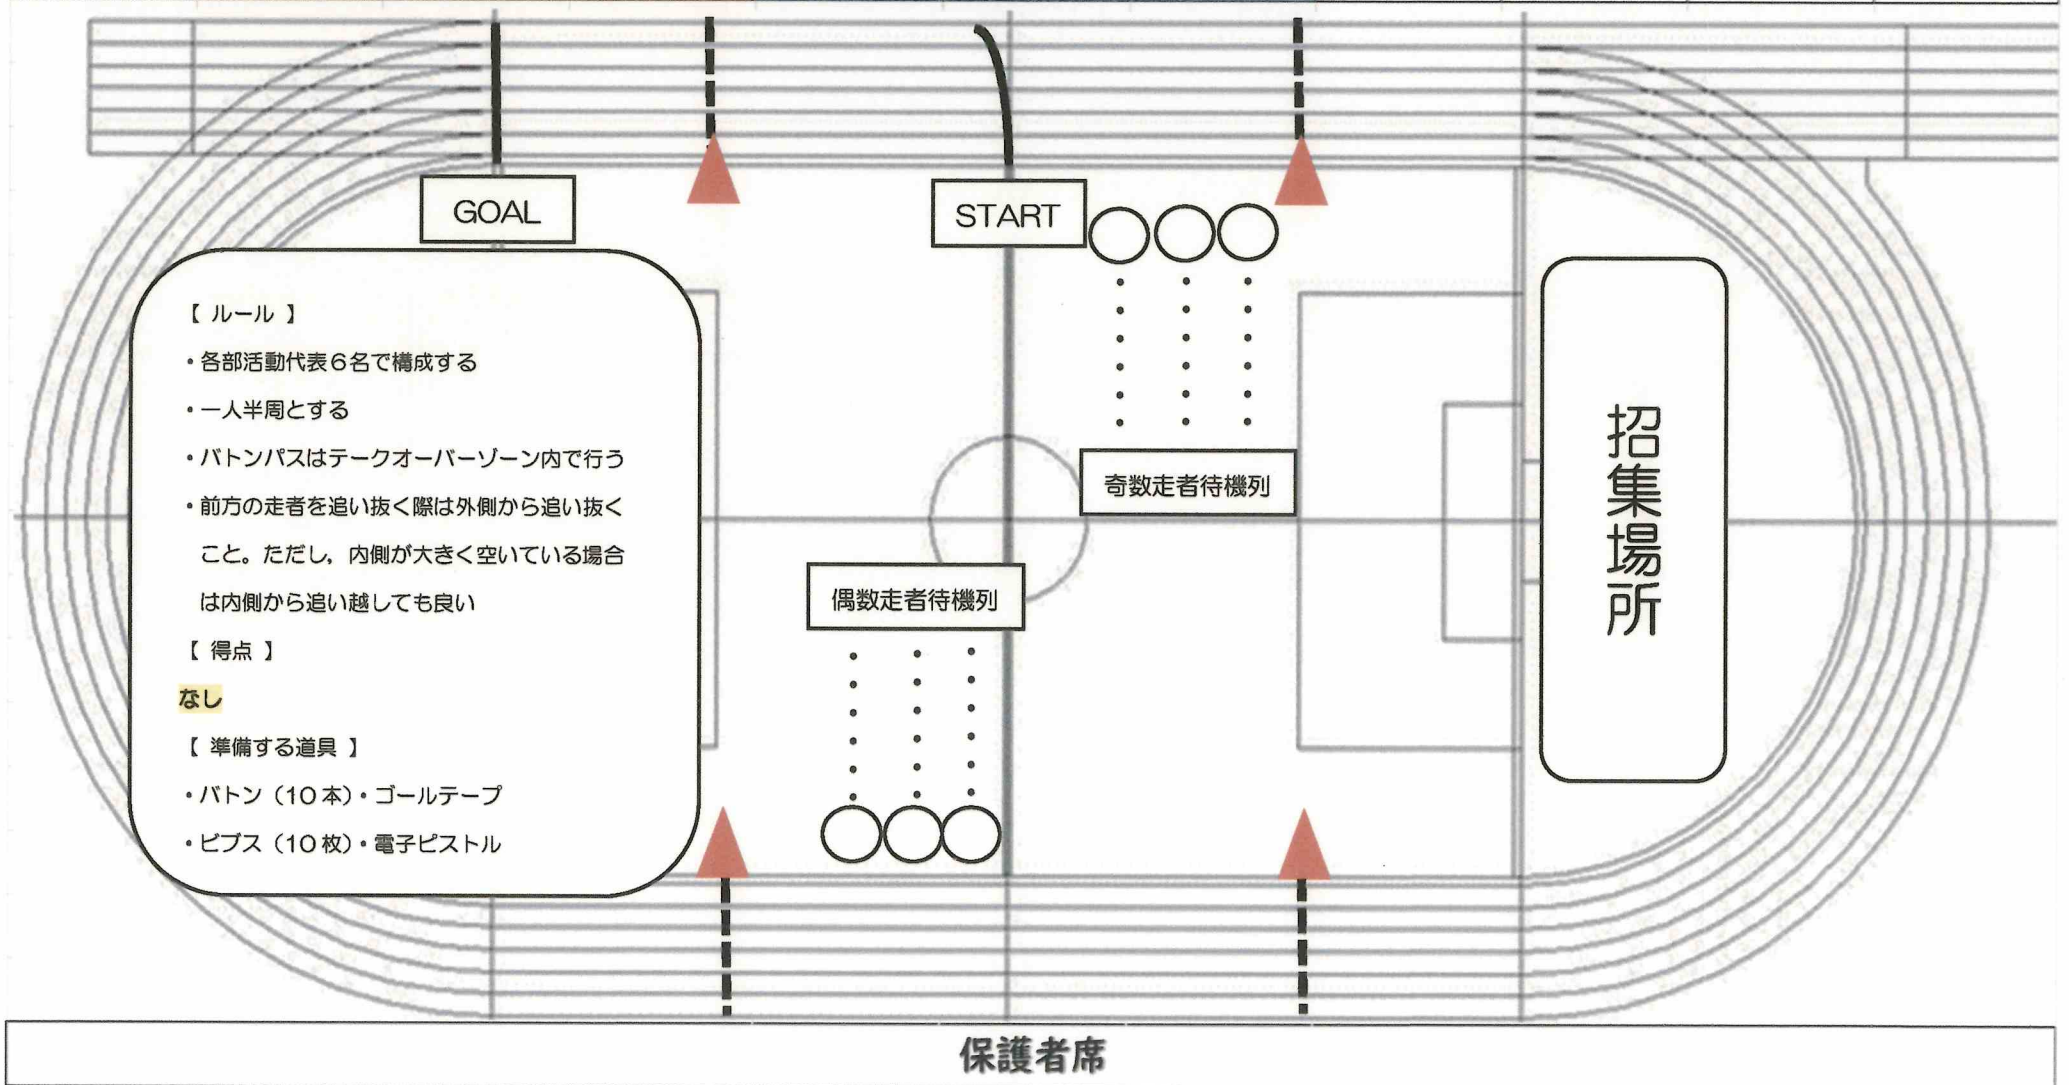 GOAL
START
【 ルール 】
・各部活動代表6名で構成する
・一人半周とする
・バトンパスはテークオーバーゾーン内で行う
・前方の走者を追い抜く際は外側から追い抜く
こと。ただし，内側が大きく空いている場合
は内側から追い越しても良い
【 得点 】
なし
【 準備する道具 】
・バトン（10本）・ゴールテープ
・ビブス（10枚）・電子ピストル
奇数走者待機列
偶数走者待機列
招集場所
保護者席